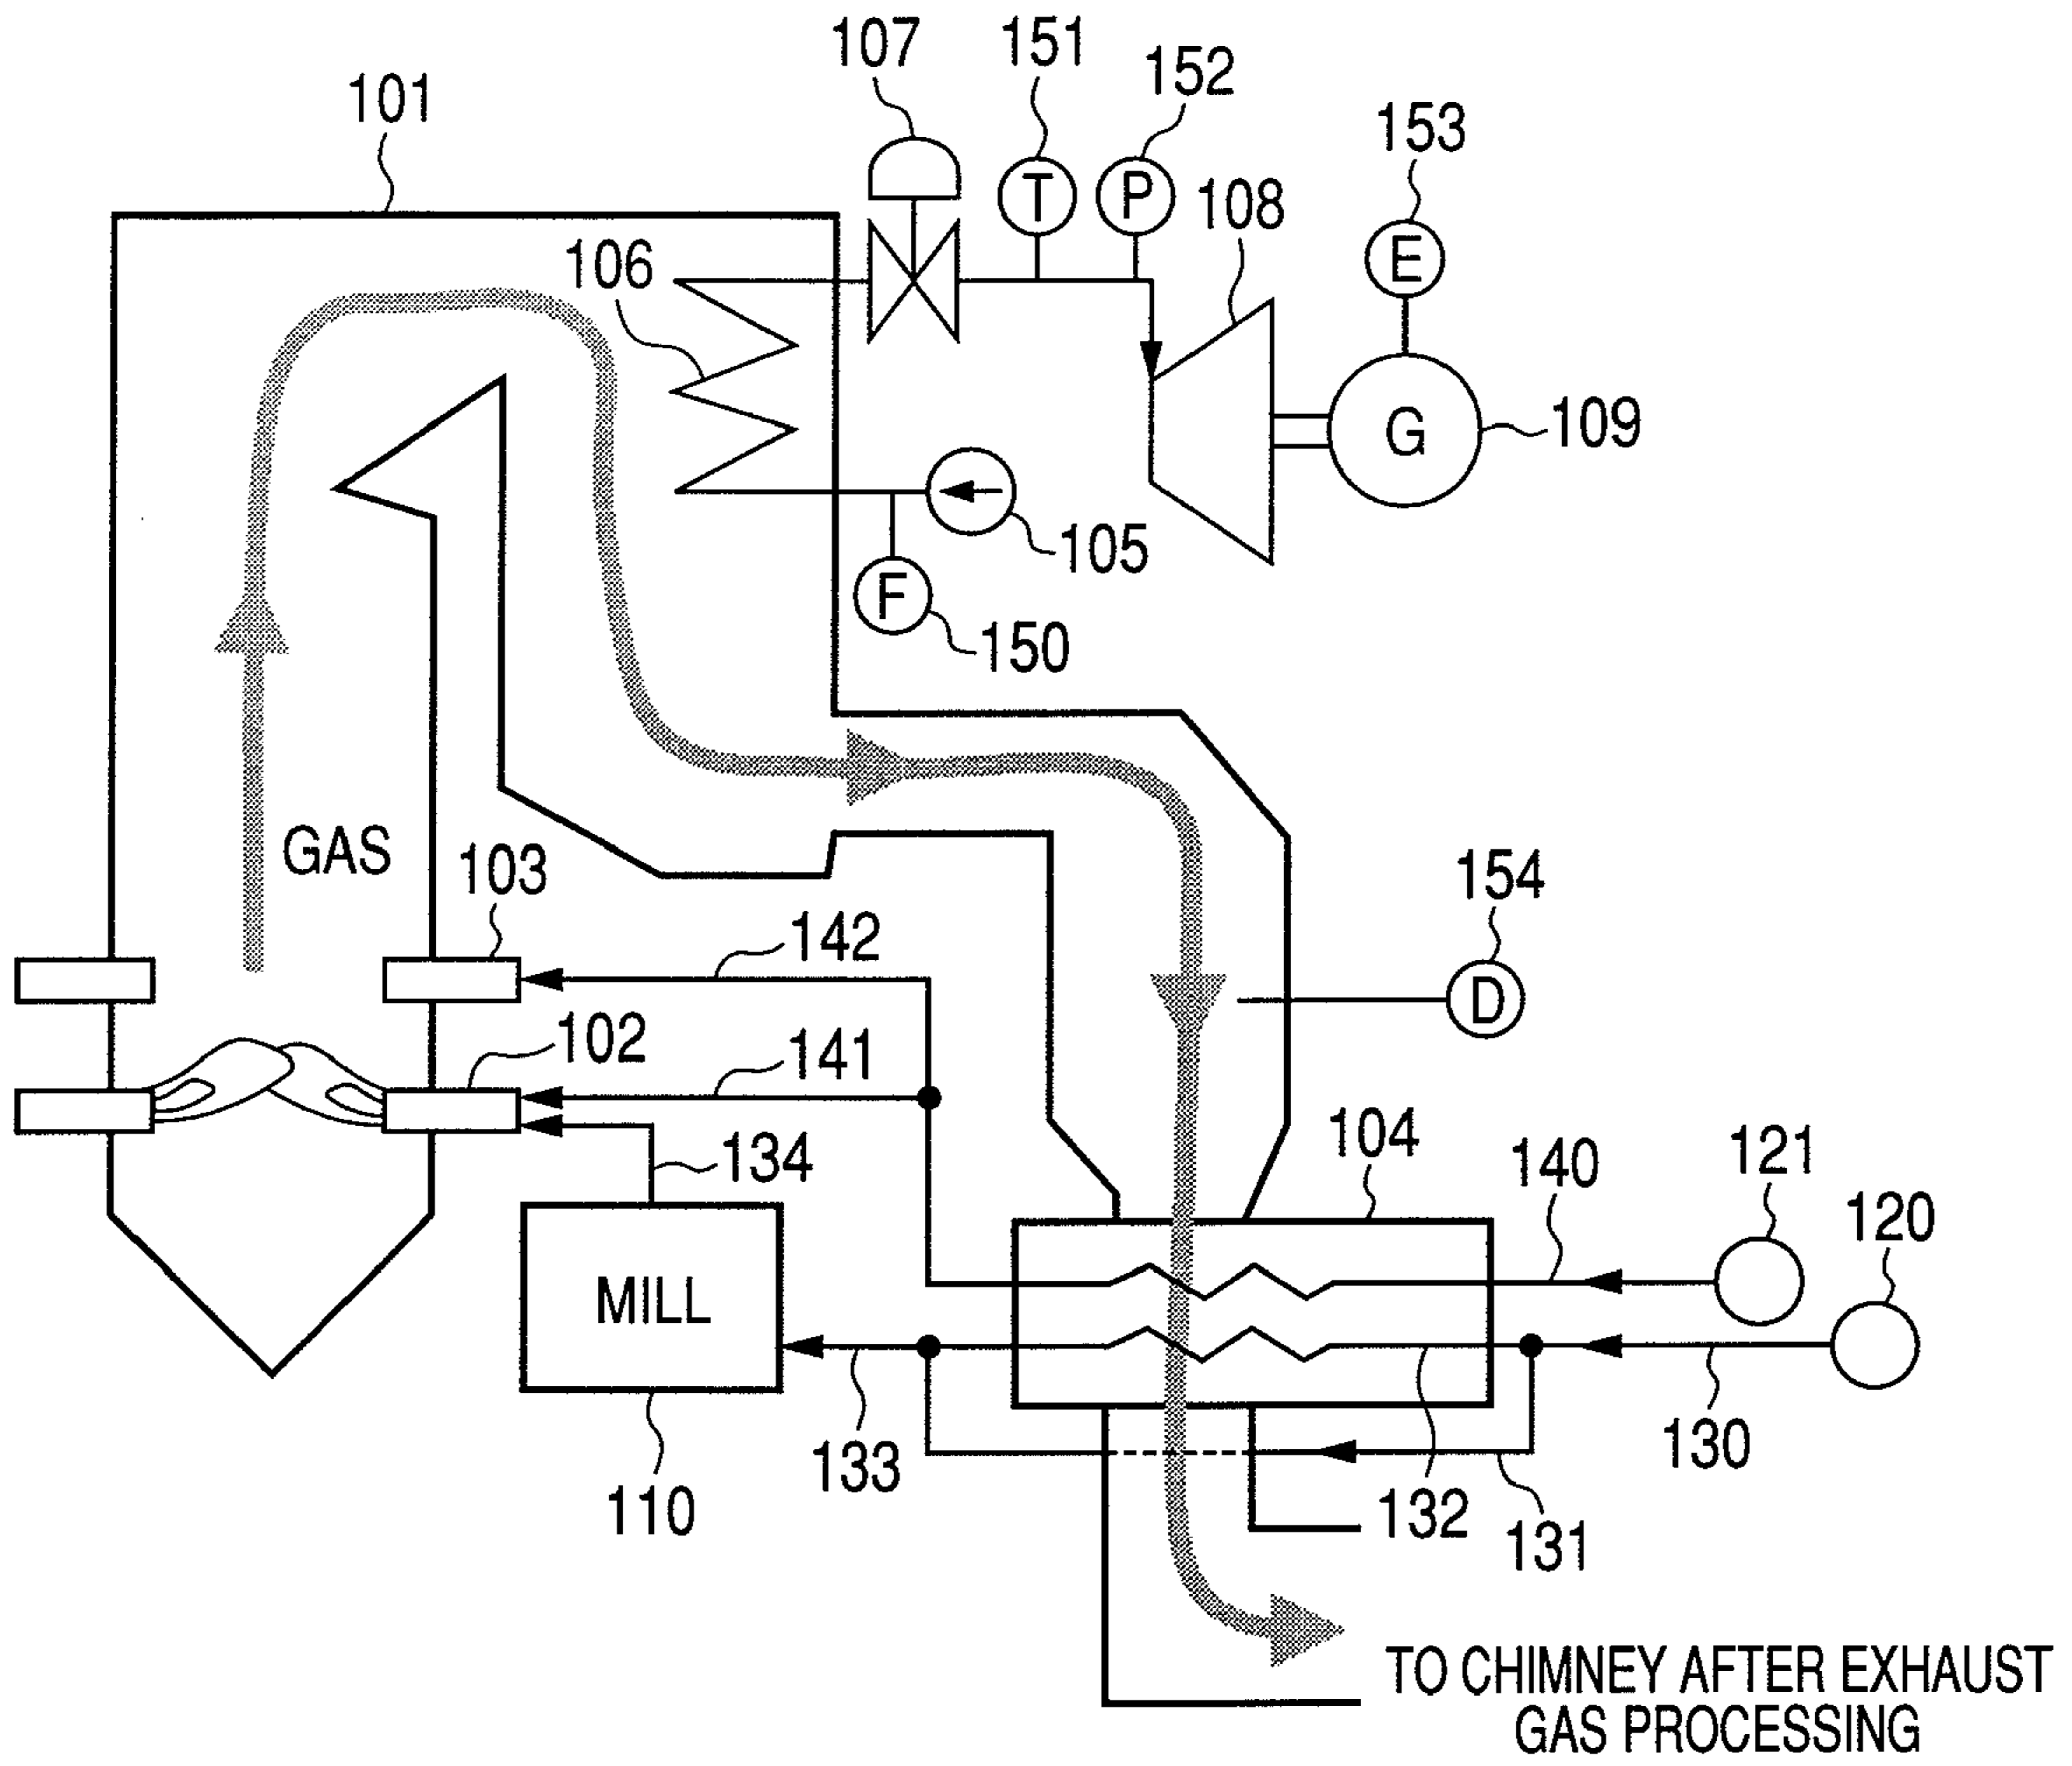 107
151
152
101
153
T
P
108
106
E
G
109
105
F
150
GAS
103
154
142
D
102
141
104
121
134
140
120
MILL
133
130
110
132
131
TO CHIMNEY AFTER EXHAUST
GAS PROCESSING